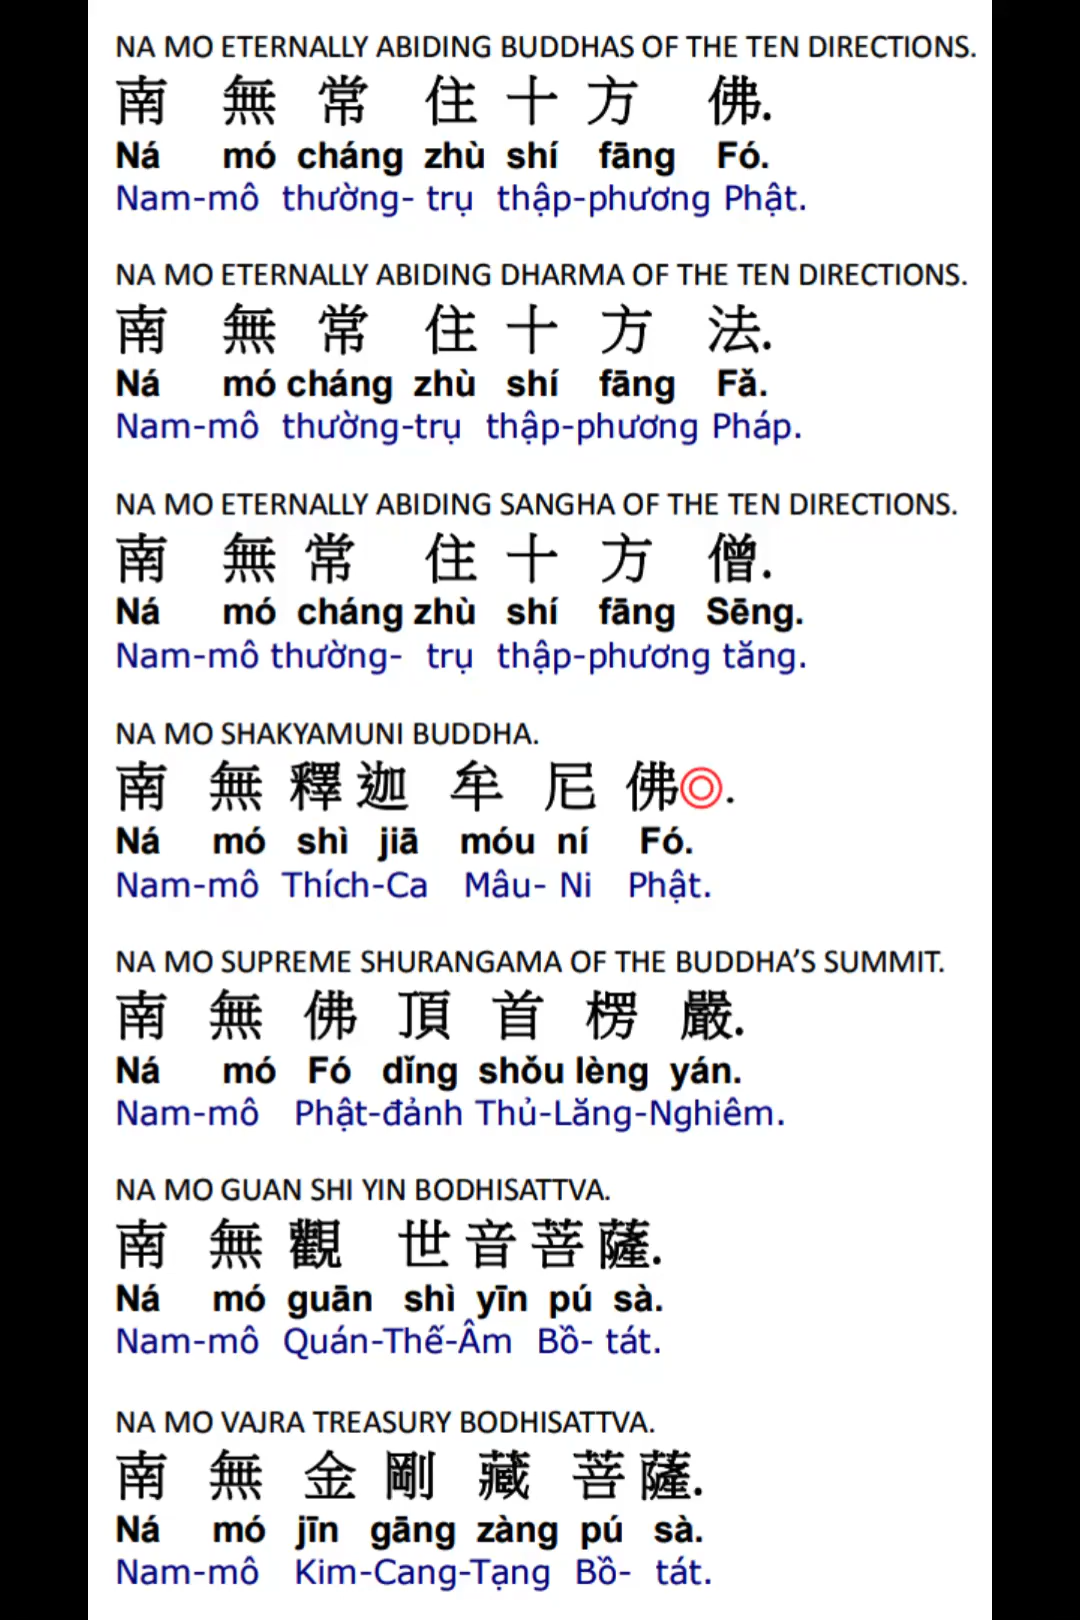 NA MO ETERNALLY ABIDING BUDDHAS OF THE TEN DIRECTIONS.
南 無 常 住 十 方 佛.
Ná mó cháng zhù shí fāng Fó.
Nam-mô thường- trụ thập-phương Phật.
NA MO ETERNALLY ABIDING DHARMA OF THE TEN DIRECTIONS.
南 無 常 住 十 方 法.
Ná mó cháng zhù shí fāng Fǎ.
Nam-mô thường-trụ thập-phương Pháp.
NA MO ETERNALLY ABIDING SANGHA OF THE TEN DIRECTIONS.
南 無 常 住 十 方 僧.
Ná mó cháng zhù shí fāng Sēng.
Nam-mô thường- trụ thập-phương tăng.
NA MO SHAKYAMUNI BUDDHA.
南 無 釋 迦 牟 尼 佛◎.
Ná mó shì jiā móu ní Fó.
Nam-mô Thích-Ca Mâu- Ni Phật.
NA MO SUPREME SHURANGAMA OF THE BUDDHA’S SUMMIT.
南 無 佛 頂 首 楞 嚴.
Ná mó Fó dǐng shǒu lèng yán.
Nam-mô Phật-đảnh Thủ-Lăng-Nghiêm.
NA MO GUAN SHI YIN BODHISATTVA.
南 無 觀 世 音 菩 薩.
Ná mó guān shì yīn pú sà.
Nam-mô Quán-Thế-Âm Bồ- tát.
NA MO VAJRA TREASURY BODHISATTVA.
南 無 金 剛 藏 菩 薩.
Ná mó jīn gāng zàng pú sà.
Nam-mô Kim-Cang-Tạng Bồ- tát.